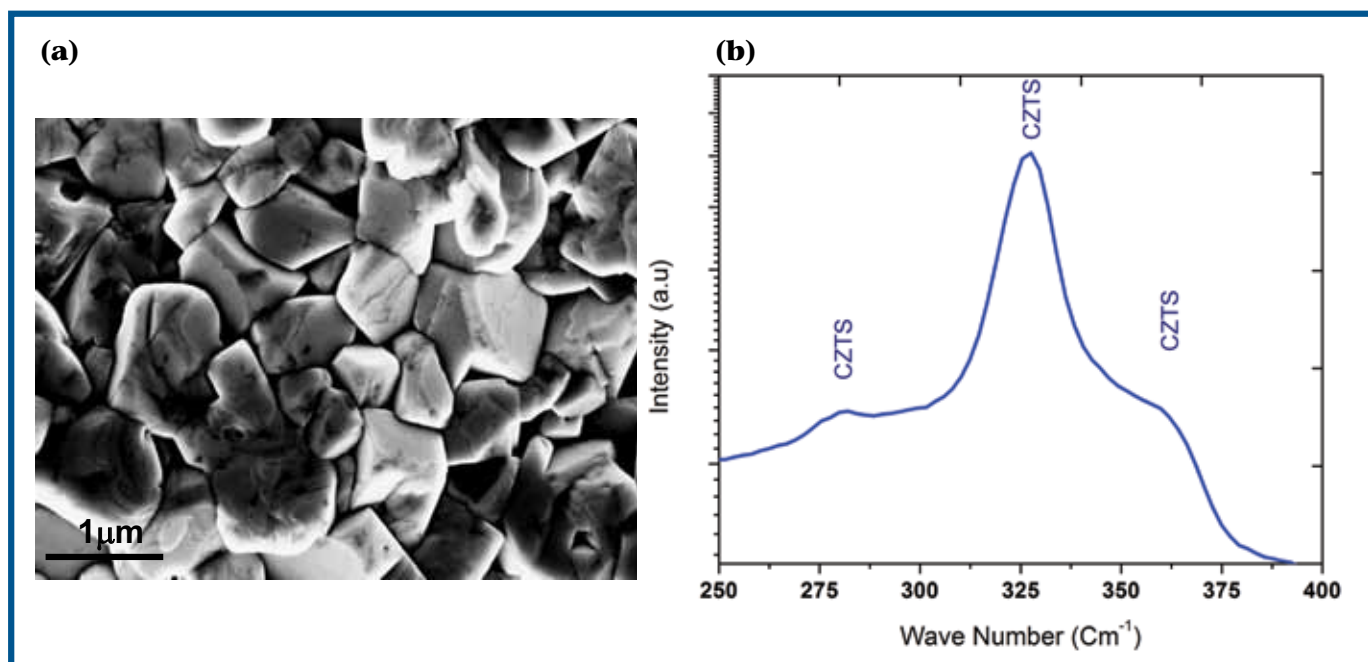 (a)
(b)
1μm
CZTS
CZTS
CZTS
Intensity (a.u)
250 275 300 325 350 375 400
Wave Number (Cm⁻¹)